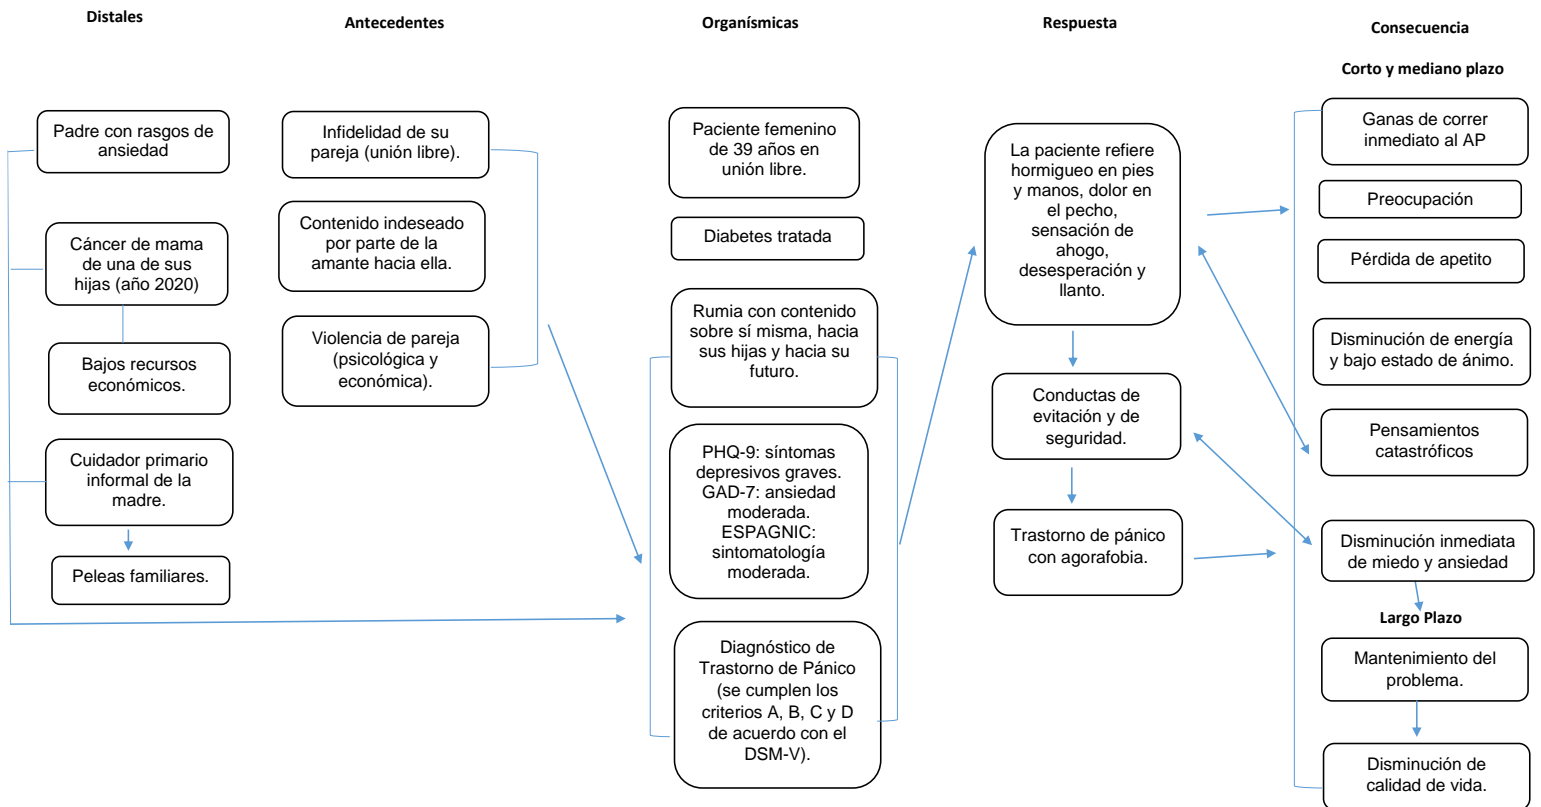 Distales
Padre con rasgos de
ansiedad
Cáncer de mama
de una de sus
hijas (año 2020)
Bajos recursos
económicos.
Cuidador primario
informal de la
madre.
Peleas familiares.
Antecedentes
Infidelidad de su
pareja (unión libre).
Contenido indeseado
por parte de la
amante hacia ella.
Violencia de pareja
(psicológica y
económica).
Organísmicas
Paciente femenino
de 39 años en
unión libre.
Diabetes tratada
Rumia con contenido
sobre sí misma, hacia
sus hijas y hacia su
futuro.
PHQ-9: síntomas
depresivos graves.
GAD-7: ansiedad
moderada.
ESPAGNIC:
sintomatología
moderada.
Diagnóstico de
Trastorno de Pánico
(se cumplen los
criterios A, B, C y D
de acuerdo con el
DSM-V).
Respuesta
La paciente refiere
hormigueo en pies
y manos, dolor en
el pecho,
sensación de
ahogo,
desesperación y
llanto.
Conductas de
evitación y de
seguridad.
Trastorno de pánico
con agorafobia.
Consecuencia
Corto y mediano plazo
Ganas de correr
inmediato al AP
Preocupación
Pérdida de apetito
Disminución de energía
y bajo estado de ánimo.
Pensamientos
catastróficos
Disminución inmediata
de miedo y ansiedad
Largo Plazo
Mantenimiento del
problema.
Disminución de
calidad de vida.